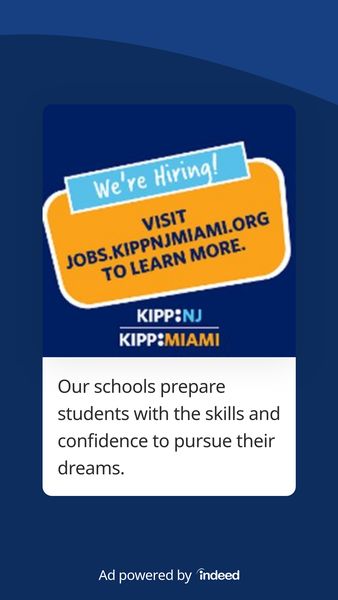 We're Hiring!
VISIT
JOBS.KIPPNJMIAMI.ORG
TO LEARN MORE.
KIPP:NJ
KIPP:MIAMI
Our schools prepare
students with the skills and
confidence to pursue their
dreams.
Ad powered by indeed